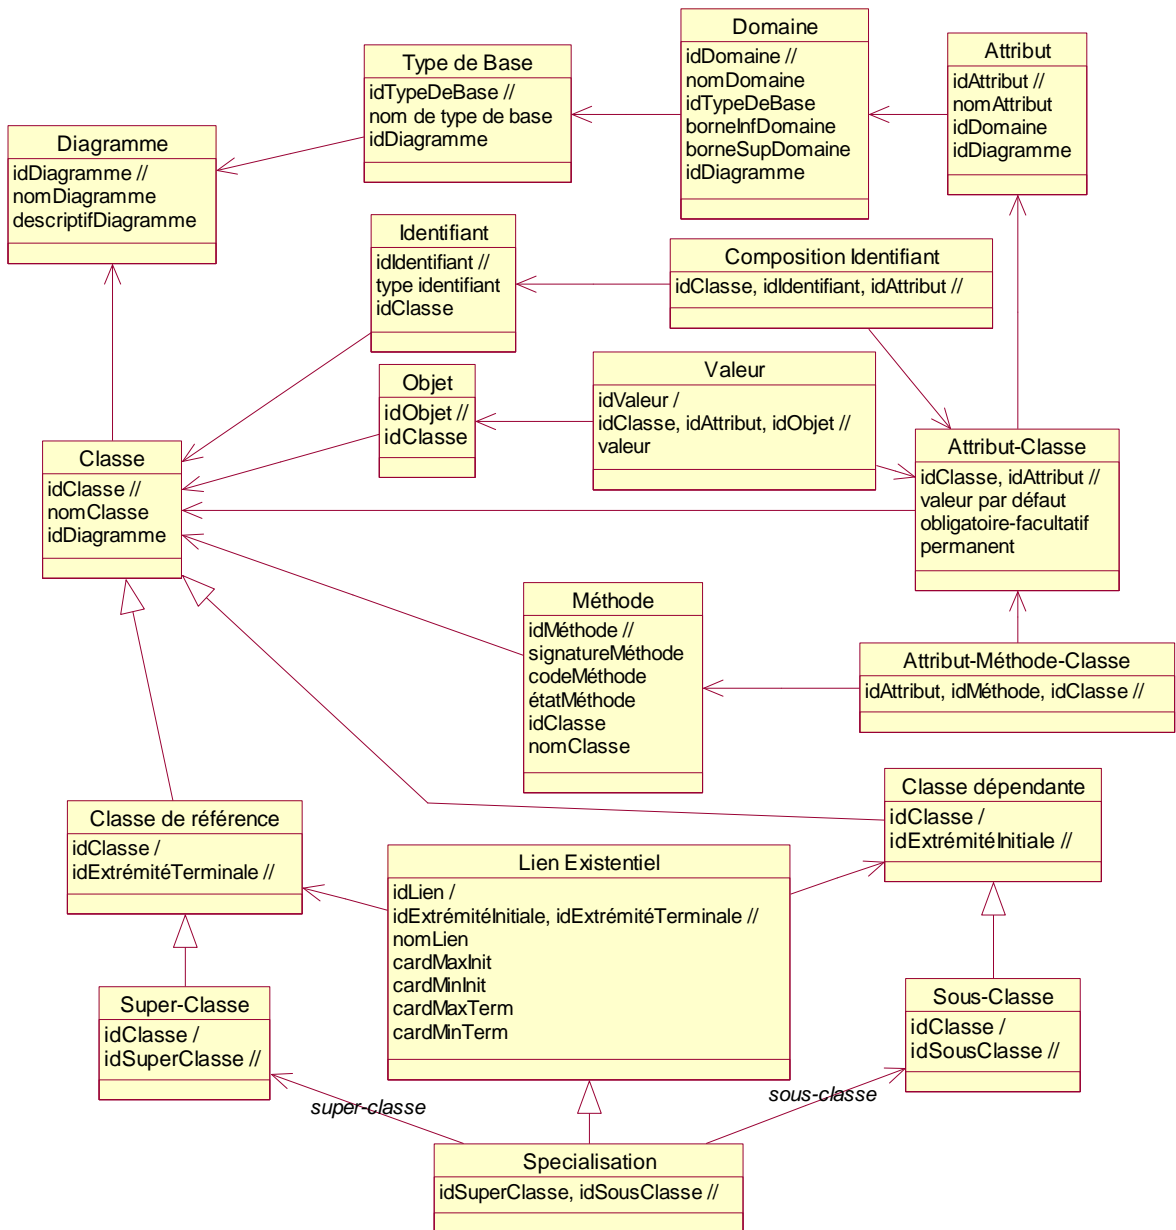 Domaine
idDomaine //
nomDomaine
idTypeDeBase
borneInfDomaine
borneSupDomaine
idDiagramme
Attribut
idAttribut //
nomAttribut
idDomaine
idDiagramme
Type de Base
idTypeDeBase //
nom de type de base
idDiagramme
Diagramme
idDiagramme //
nomDiagramme
descriptifDiagramme
Identifiant
idIdentifiant //
type identifiant
idClasse
Composition Identifiant
idClasse, idIdentifiant, idAttribut //
Objet
idObjet //
idClasse
Valeur
idValeur /
idClasse, idAttribut, idObjet //
valeur
Classe
idClasse //
nomClasse
idDiagramme
Attribut-Classe
idClasse, idAttribut //
valeur par défaut
obligatoire-facultatif
permanent
Méthode
idMéthode //
signatureMéthode
codeMéthode
étatMéthode
idClasse
nomClasse
Attribut-Méthode-Classe
idAttribut, idMéthode, idClasse //
Classe de référence
idClasse /
idExtrémitéTerminale //
Lien Existentiel
idLien /
idExtrémitéInitiale, idExtrémitéTerminale //
nomLien
cardMaxInit
cardMinInit
cardMaxTerm
cardMinTerm
Classe dépendante
idClasse /
idExtrémitéInitiale //
Super-Classe
idClasse /
idSuperClasse //
Sous-Classe
idClasse /
idSousClasse //
super-classe
sous-classe
Specialisation
idSuperClasse, idSousClasse //